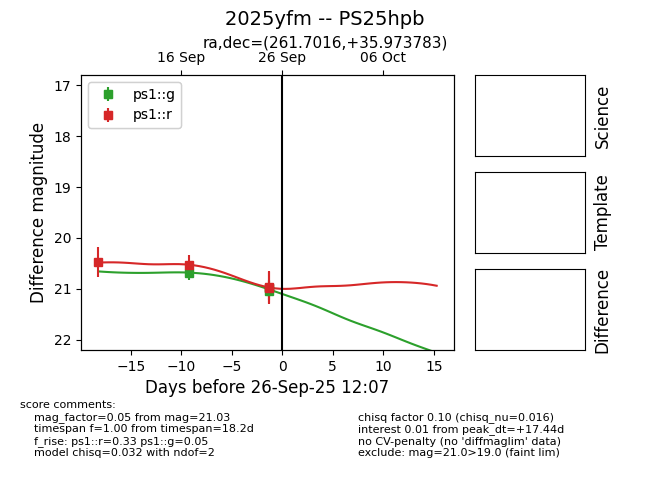 2025yfm -- PS25hpb
ra,dec=(261.7016,+35.973783)
16 Sep 26 Sep 06 Oct
ps1::g
ps1::r
17
18
19
20
21
22
Difference magnitude
−15 −10 −5 0 5 10 15
Days before 26-Sep-25 12:07
Science
Template
Difference
score comments:
mag_factor=0.05 from mag=21.03
timespan f=1.00 from timespan=18.2d
f_rise: ps1::r=0.33 ps1::g=0.05
model chisq=0.032 with ndof=2
chisq factor 0.10 (chisq_nu=0.016)
interest 0.01 from peak_dt=+17.44d
no CV-penalty (no 'diffmaglim' data)
exclude: mag=21.0>19.0 (faint lim)